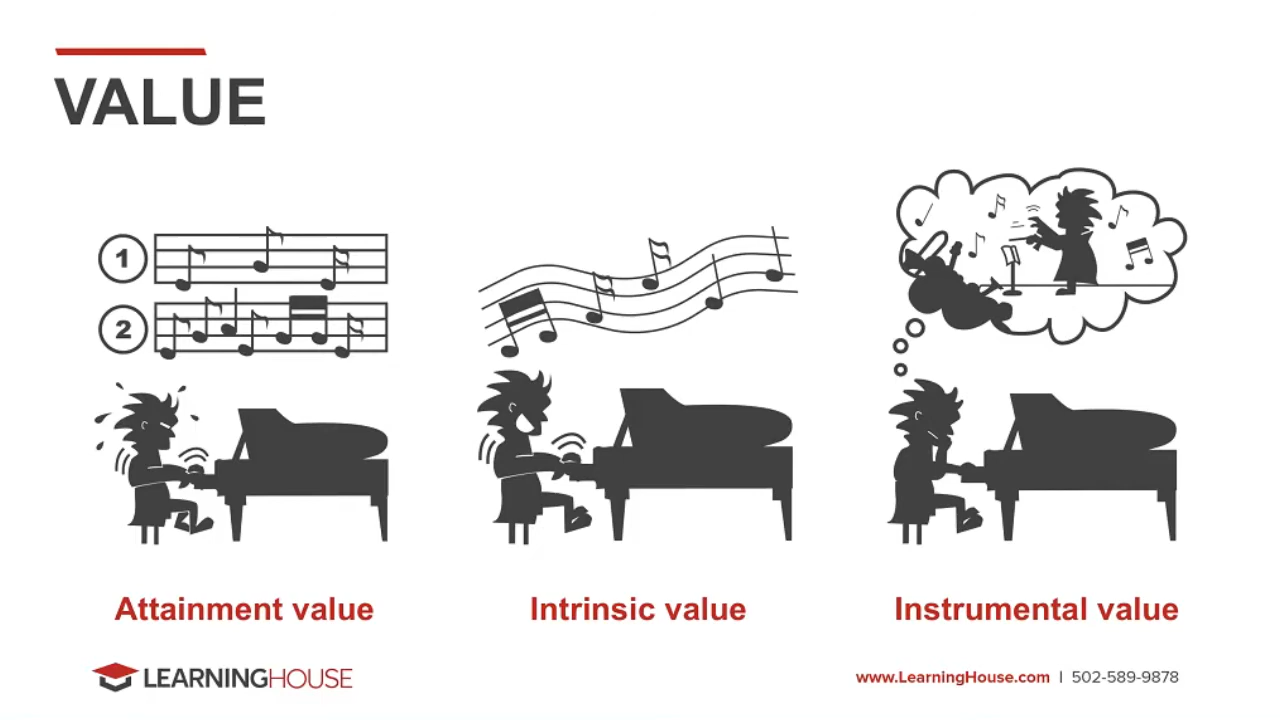 VALUE
1
2
Attainment value
Intrinsic value
Instrumental value
LEARNINGHOUSE
www.LearningHouse.com | 502-589-9878